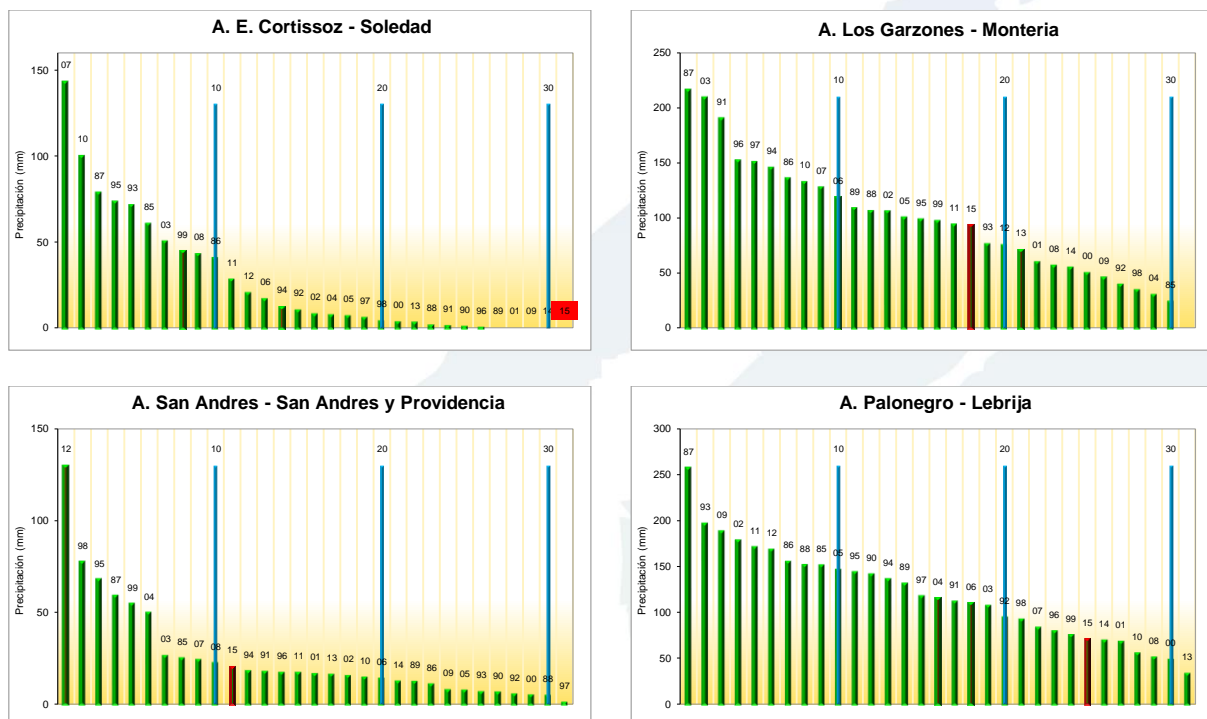 A. E. Cortissoz - Soledad
Precipitación (mm)
150
100
50
0
07 10 87 95 93 85 03 99 08 86 11 12 06 94 92 02 04 05 97 98 00 13 88 91 90 96 89 01 09 14 15
10 20 30
A. Los Garzones - Monteria
Precipitación (mm)
250
200
150
100
50
0
87 03 91 96 97 94 86 10 07 06 89 88 02 05 95 99 11 15 93 12 13 01 08 14 00 09 92 98 04 85
10 20 30
A. San Andres - San Andres y Providencia
Precipitación (mm)
150
100
50
0
12 98 95 87 99 04 03 85 07 08 15 94 91 96 11 01 13 02 10 06 14 89 86 09 05 93 90 92 00 88 97
10 20 30
A. Palonegro - Lebrija
Precipitación (mm)
300
250
200
150
100
50
0
87 93 09 02 11 12 86 88 85 05 95 90 94 89 97 04 91 06 03 92 98 07 96 99 15 14 01 10 08 00 13
10 20 30